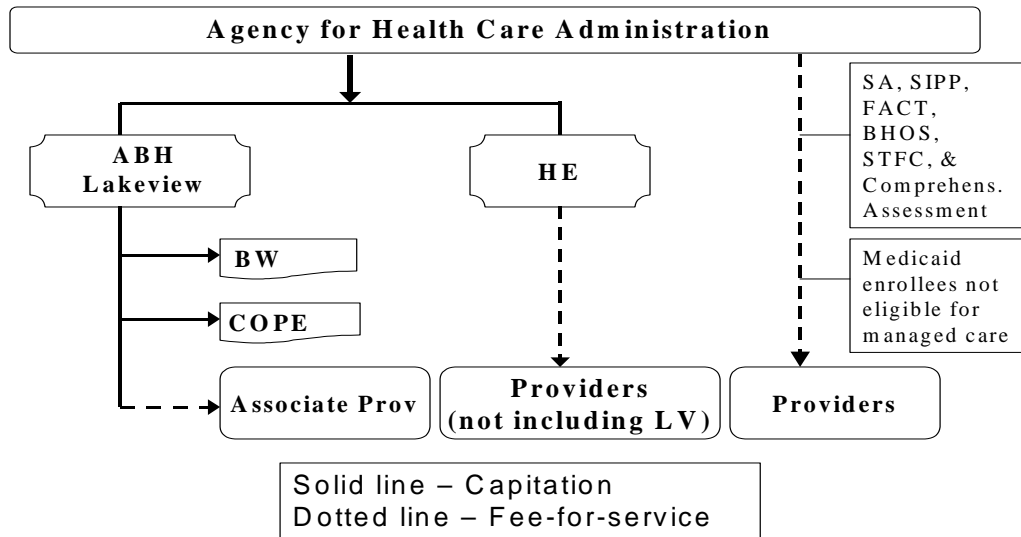 Agency for Health Care Administration
SA, SIPP,
FACT,
BHOS,
STFC, &
Comprehens.
Assessment
ABH
Lakeview
HE
BW
COPE
Medicaid
enrollees not
eligible for
managed care
Associate Prov
Providers
(not including LV)
Providers
Solid line – Capitation
Dotted line – Fee-for-service